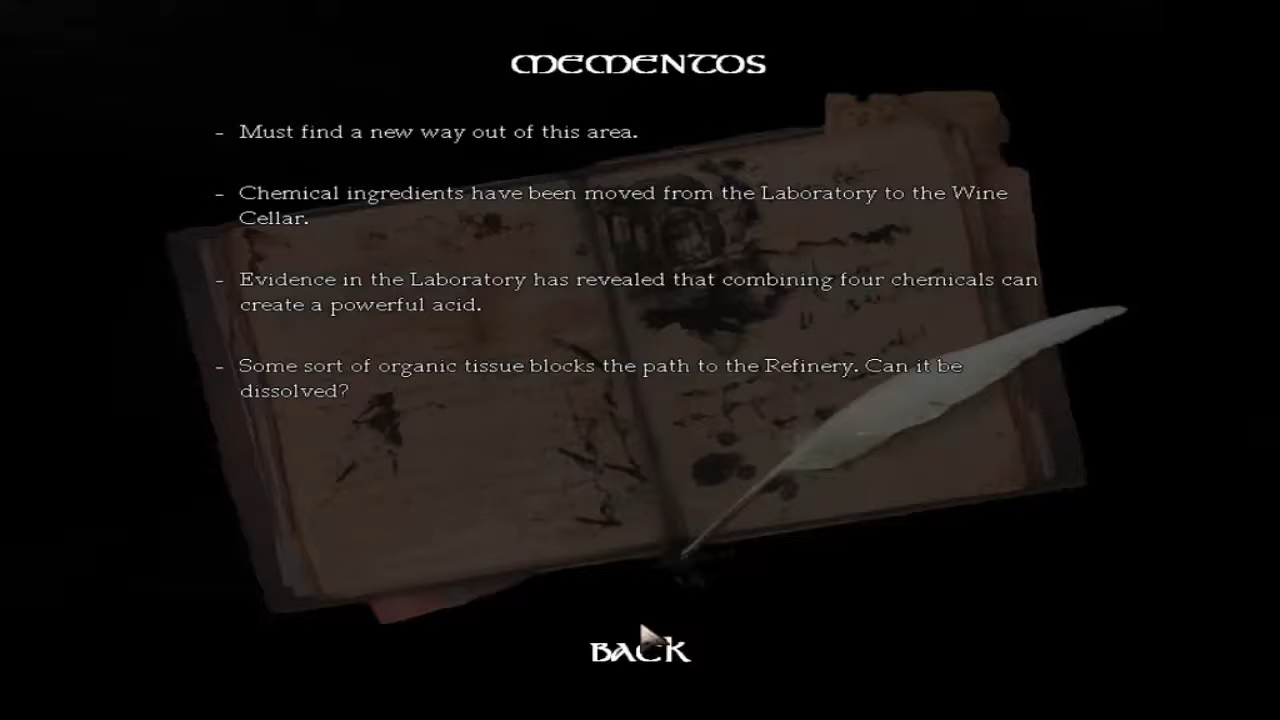 MEMENTOS
- Must find a new way out of this area.
- Chemical ingredients have been moved from the Laboratory to the Wine
Cellar.
- Evidence in the Laboratory has revealed that combining four chemicals can
create a powerful acid.
- Some sort of organic tissue blocks the path to the Refinery. Can it be
dissolved?
BACK